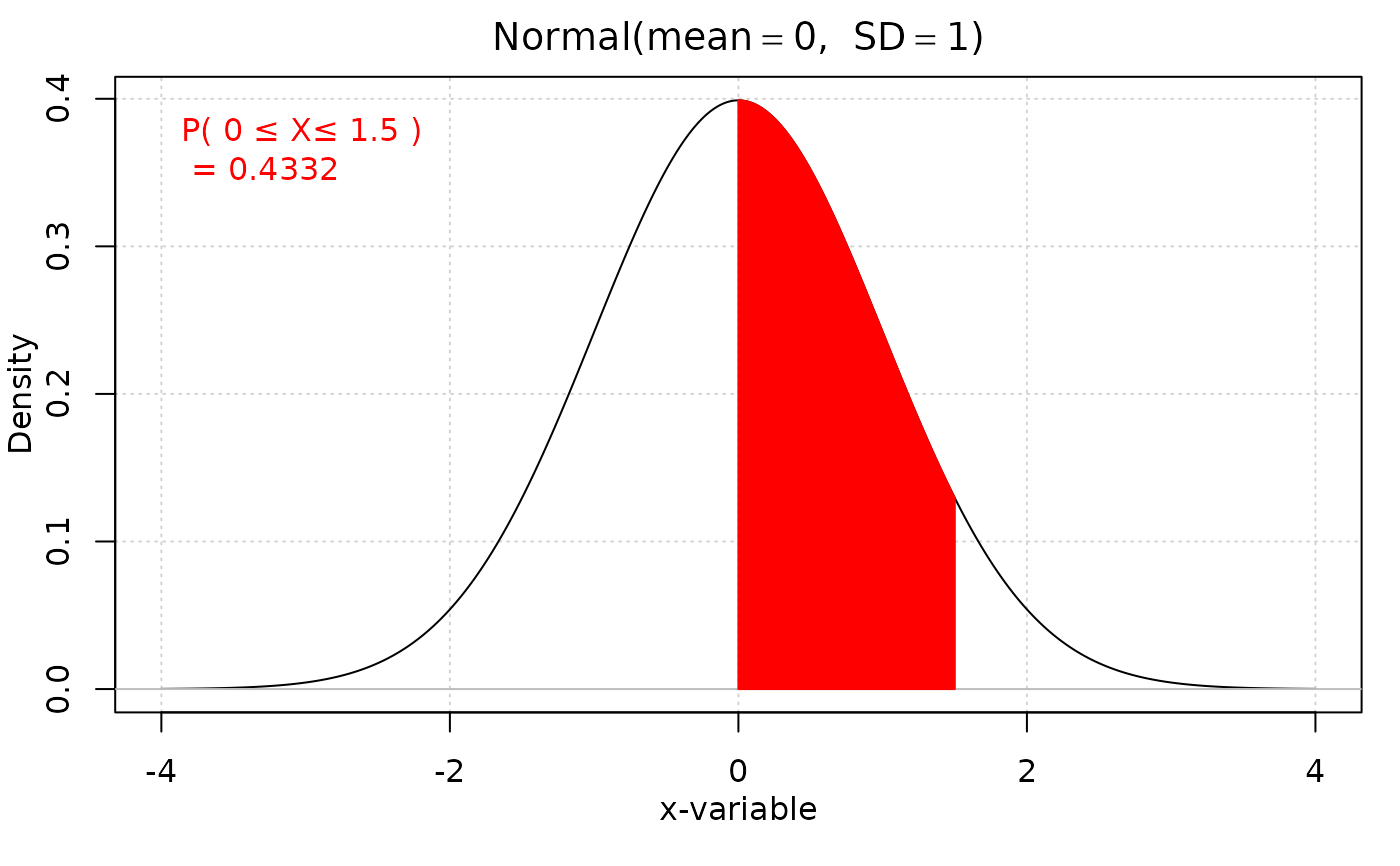 Normal(mean = 0,  SD = 1)
P( 0 ≤ X≤ 1.5 )
= 0.4332
Density
0.4
0.3
0.2
0.1
0.0
-4 -2 0 2 4
x-variable